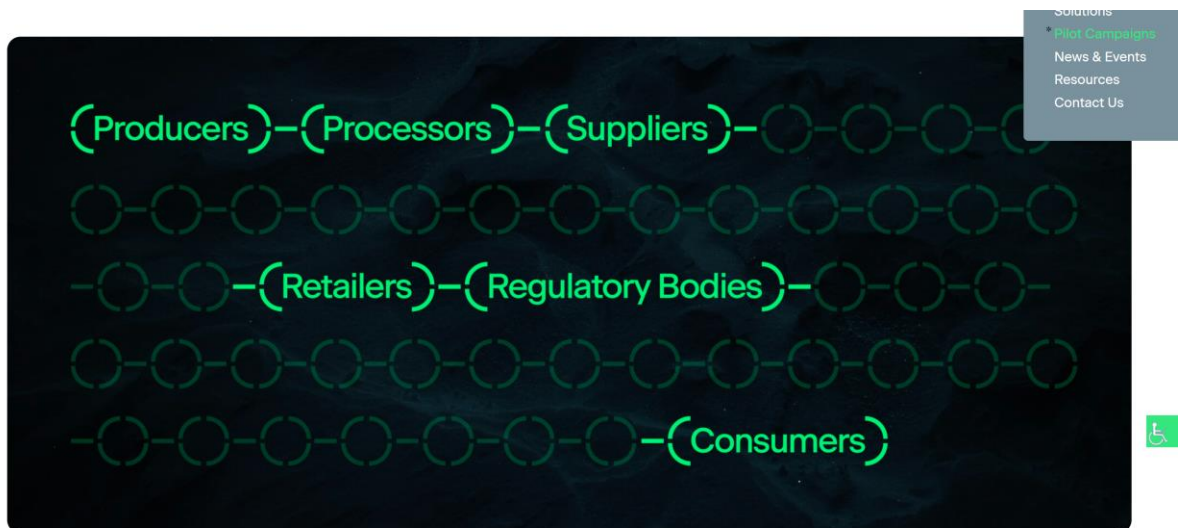 Solutions
* Pilot Campaigns
News & Events
Resources
Contact Us
Producers Processors Suppliers
Retailers Regulatory Bodies
Consumers